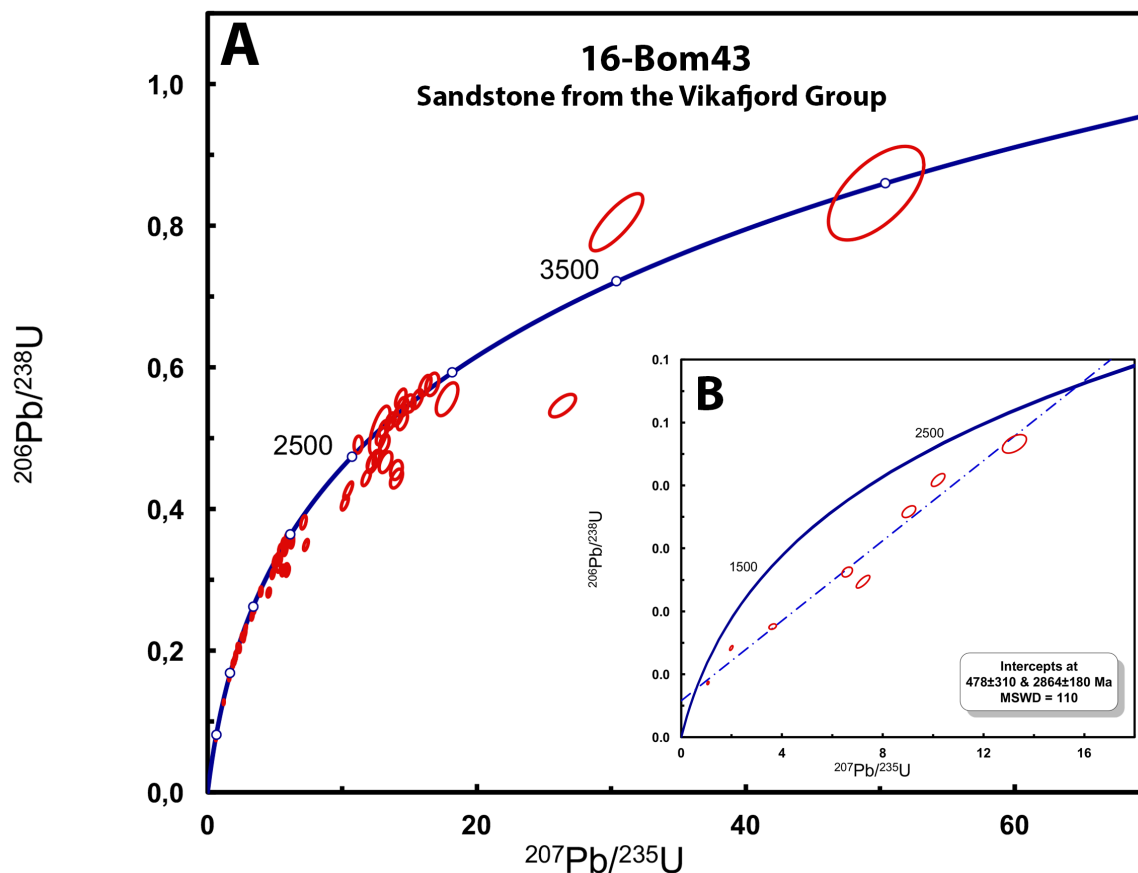 A
16-Bom43
Sandstone from the Vikafjord Group
1,0
0,8
0,6
0,4
0,2
0,0
3500
2500
206Pb/238U
0
20
40
60
207Pb/235U
B
0.1
0.1
0.0
0.0
0.0
0.0
0.0
2500
1500
206Pb/238U
Intercepts at
478±310 & 2864±180 Ma
MSWD = 110
0
4
8
12
16
207Pb/235U